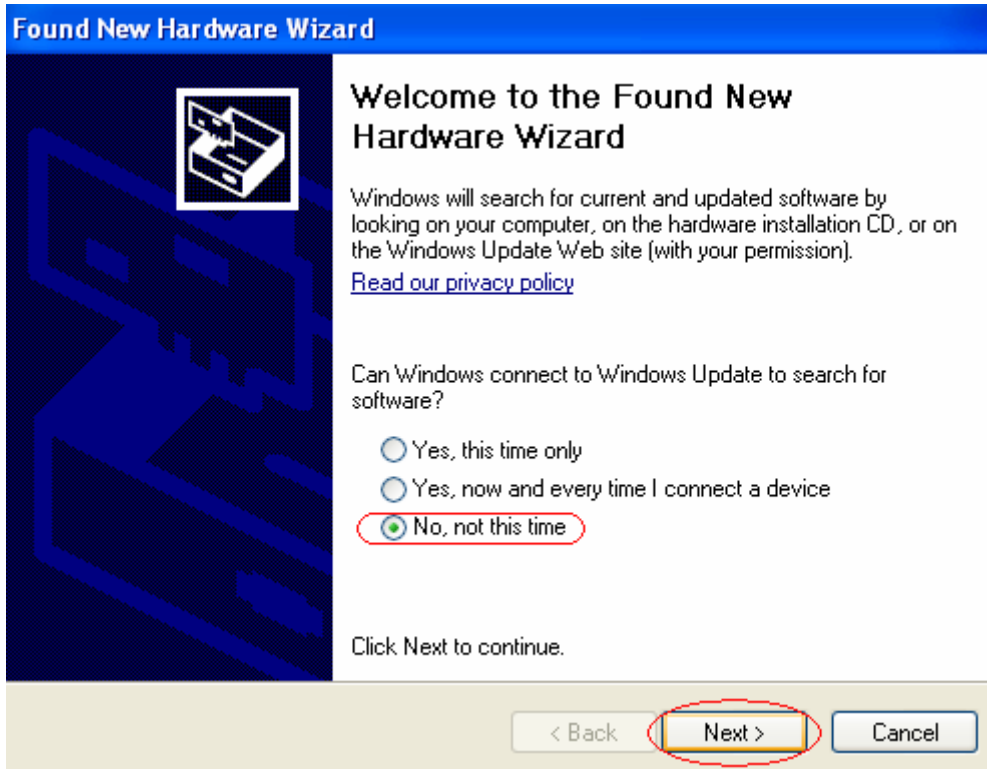 Found New Hardware Wizard
Welcome to the Found New
Hardware Wizard
Windows will search for current and updated software by
looking on your computer, on the hardware installation CD, or on
the Windows Update Web site (with your permission).
Read our privacy policy
Can Windows connect to Windows Update to search for
software?
Yes, this time only
Yes, now and every time I connect a device
No, not this time
Click Next to continue.
< Back Next > Cancel